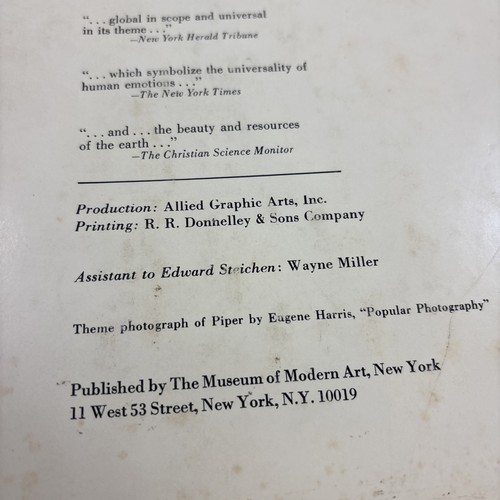 “. . . global in scope and universal
in its theme . . .”
—New York Herald Tribune
“. . . which symbolize the universality of
human emotions . . .”
—The New York Times
“. . . and . . . the beauty and resources
of the earth . . .”
—The Christian Science Monitor
Production: Allied Graphic Arts, Inc.
Printing: R. R. Donnelley & Sons Company
Assistant to Edward Steichen: Wayne Miller
Theme photograph of Piper by Eugene Harris, “Popular Photography”
Published by The Museum of Modern Art, New York
11 West 53 Street, New York, N.Y. 10019